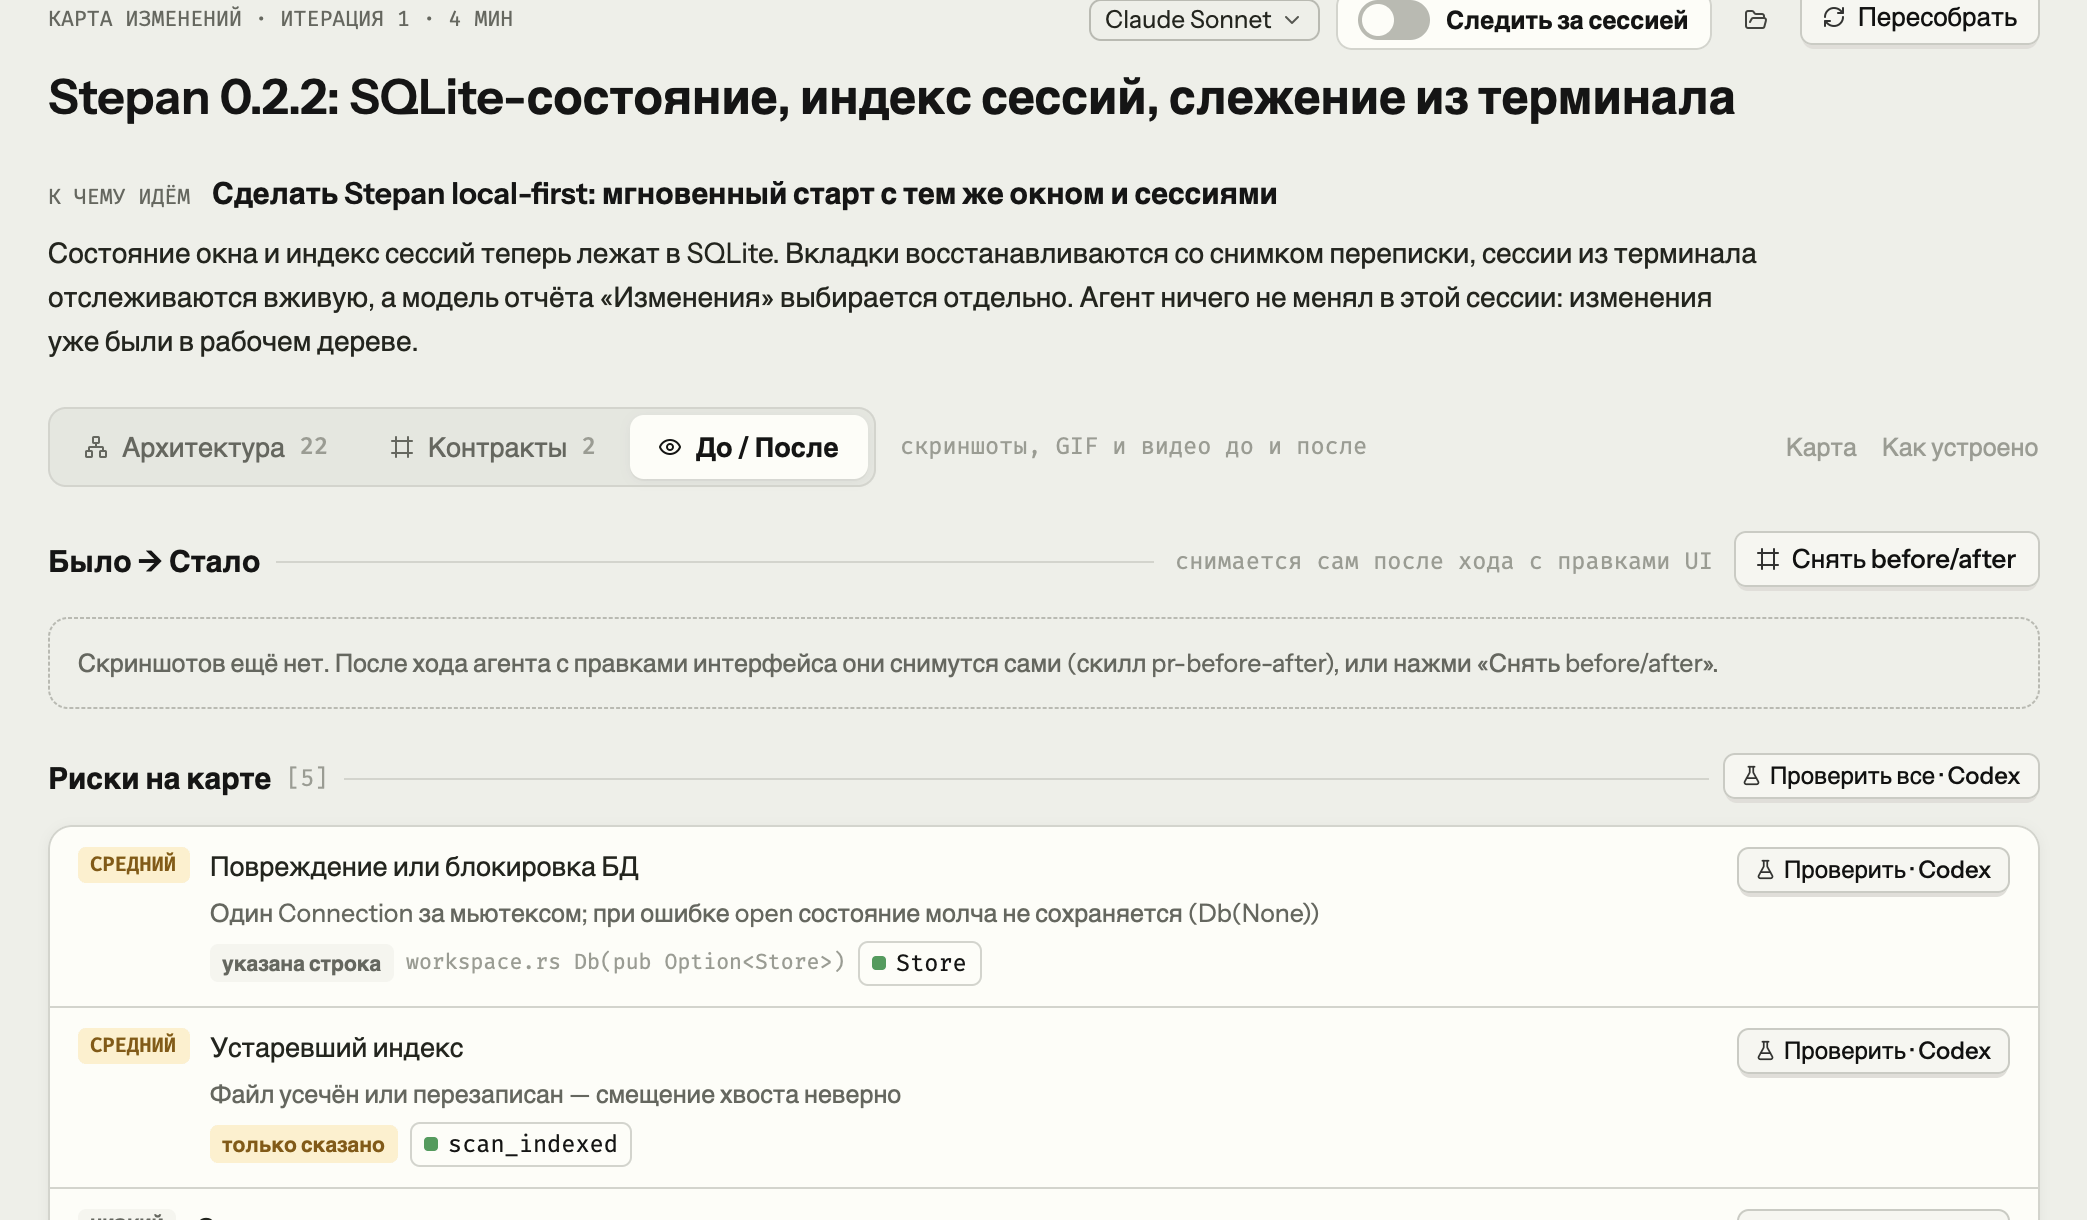 КАРТА ИЗМЕНЕНИЙ · ИТЕРАЦИЯ 1 · 4 МИН
Claude Sonnet
Следить за сессией
Пересобрать
Stepan 0.2.2: SQLite-состояние, индекс сессий, слежение из терминала
К ЧЕМУ ИДЁМ Сделать Stepan local-first: мгновенный старт с тем же окном и сессиями
Состояние окна и индекс сессий теперь лежат в SQLite. Вкладки восстанавливаются со снимком переписки, сессии из терминала
отслеживаются вживую, а модель отчёта «Изменения» выбирается отдельно. Агент ничего не менял в этой сессии: изменения
уже были в рабочем дереве.
Архитектура 22
Контракты 2
До / После
скриншоты, GIF и видео до и после
Карта
Как устроено
Было → Стало
снимается сам после хода с правками UI
Снять before/after
Скриншотов ещё нет. После хода агента с правками интерфейса они снимутся сами (скилл pr-before-after), или нажми «Снять before/after».
Риски на карте [5]
Проверить все · Codex
СРЕДНИЙ
Повреждение или блокировка БД
Проверить · Codex
Один Connection за мьютексом; при ошибке open состояние молча не сохраняется (Db(None))
указана строка
workspace.rs Db(pub Option<Store>)
Store
СРЕДНИЙ
Устаревший индекс
Проверить · Codex
Файл усечён или перезаписан — смещение хвоста неверно
только сказано
scan_indexed